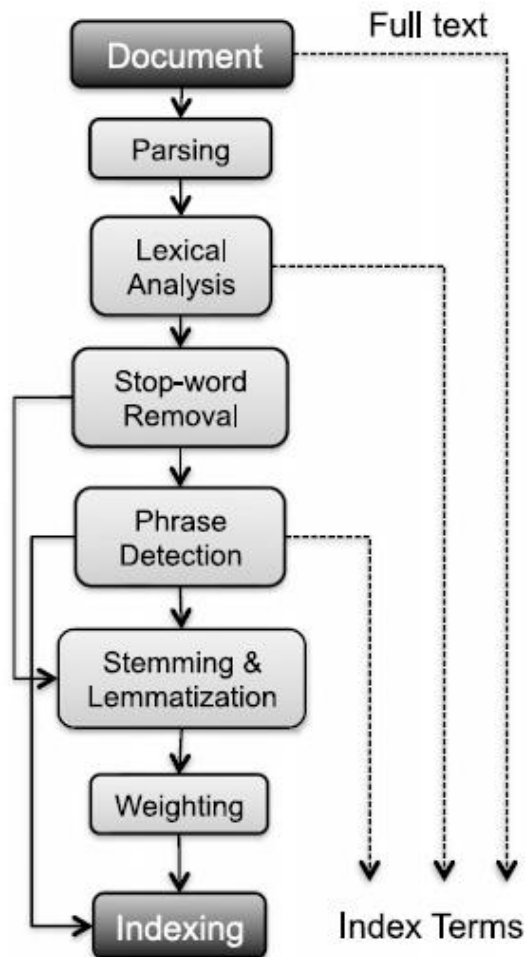 Full text
Document
Parsing
Lexical
Analysis
Stop-word
Removal
Phrase
Detection
Stemming &
Lemmatization
Weighting
Indexing
Index Terms